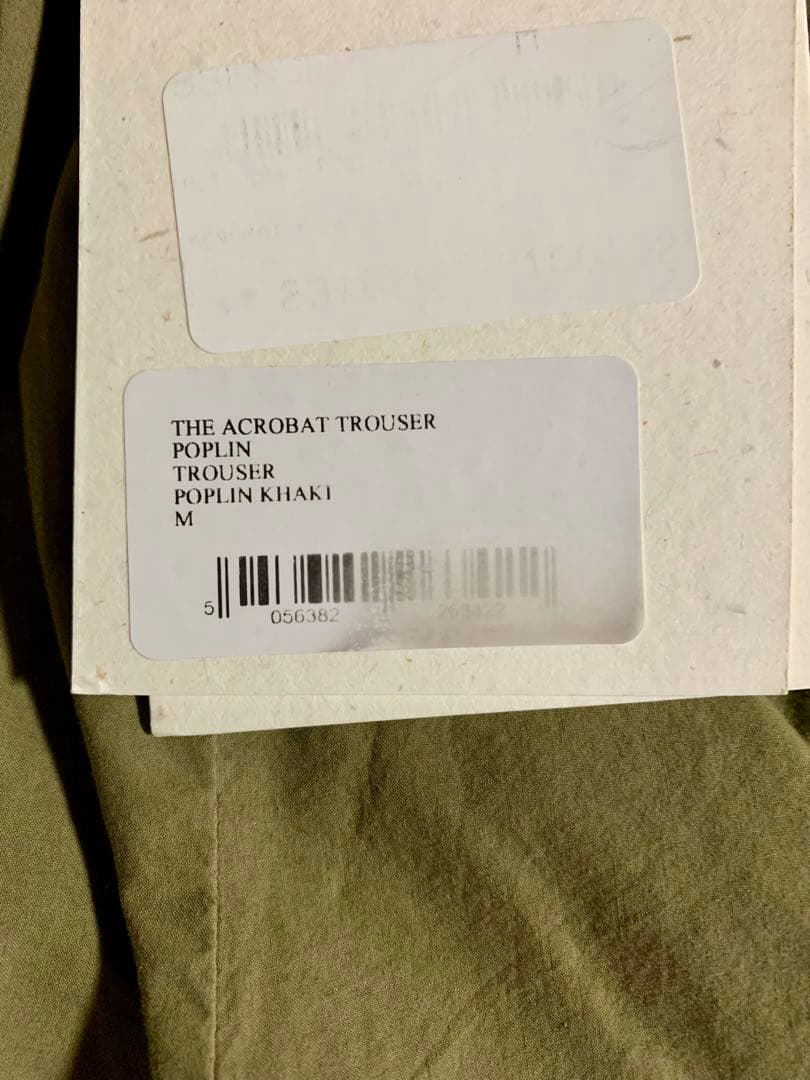 THE ACROBAT TROUSER
POPLIN
TROUSER
POPLIN KHAKI
M
5 056382